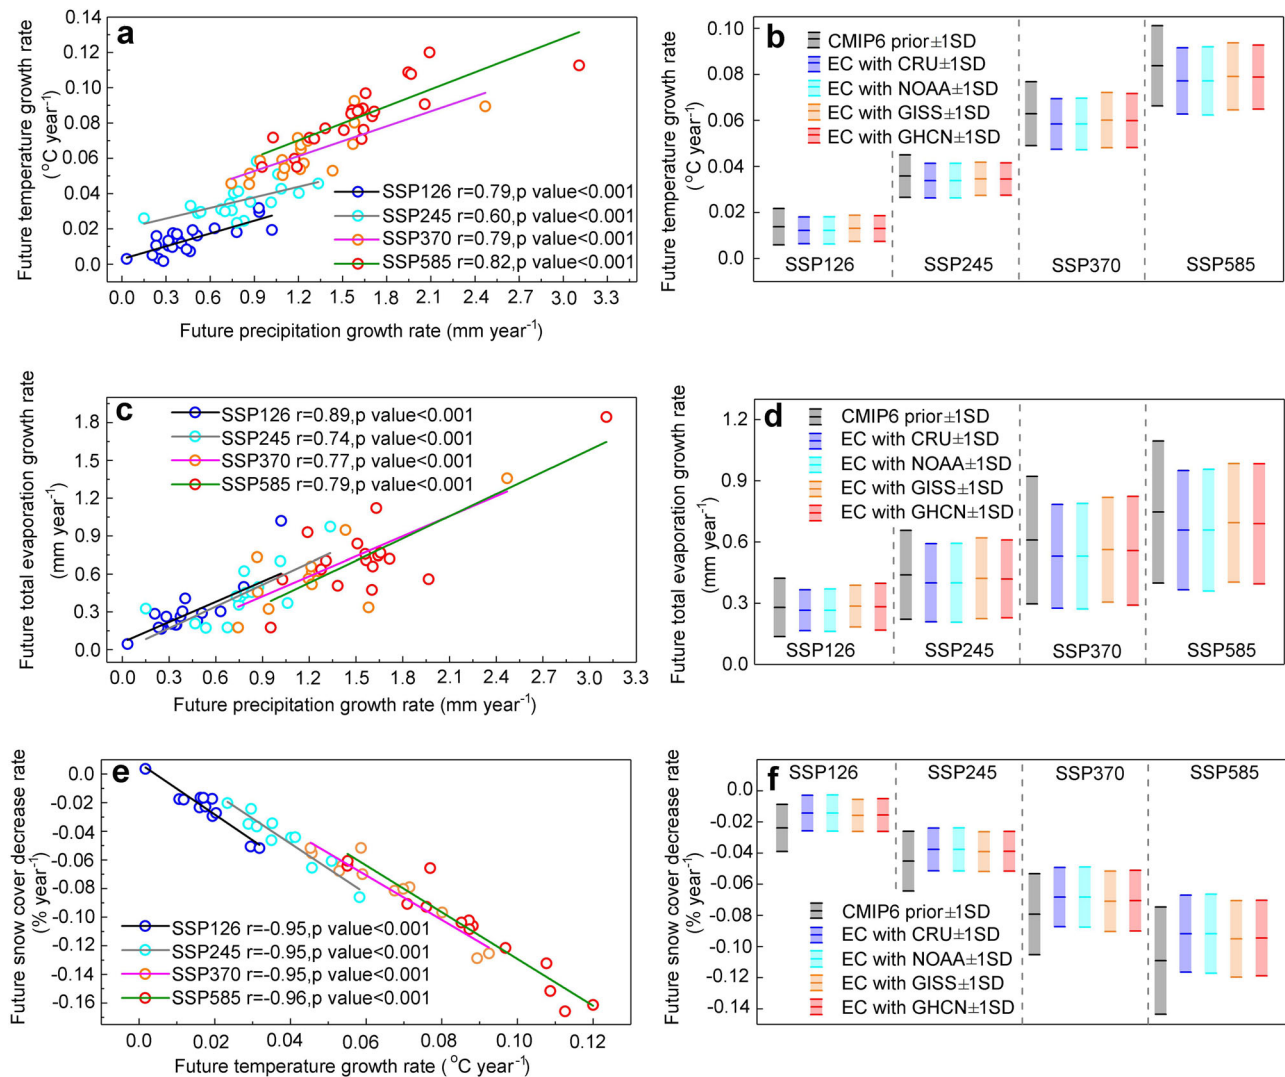 a
Future temperature growth rate
(°C year⁻¹)
0.14
0.12
0.10
0.08
0.06
0.04
0.02
0.00
SSP126 r=0.79,p value<0.001
SSP245 r=0.60,p value<0.001
SSP370 r=0.79,p value<0.001
SSP585 r=0.82,p value<0.001
0.0 0.3 0.6 0.9 1.2 1.5 1.8 2.1 2.4 2.7 3.0 3.3
Future precipitation growth rate (mm year⁻¹)
b
Future temperature growth rate
(°C year⁻¹)
0.10
0.08
0.06
0.04
0.02
0.0
CMIP6 prior±1SD
EC with CRU±1SD
EC with NOAA±1SD
EC with GISS±1SD
EC with GHCN±1SD
SSP126 SSP245 SSP370 SSP585
c
Future total evaporation growth rate
(mm year⁻¹)
1.8
1.5
1.2
0.9
0.6
0.3
0.0
SSP126 r=0.89,p value<0.001
SSP245 r=0.74,p value<0.001
SSP370 r=0.77,p value<0.001
SSP585 r=0.79,p value<0.001
0.0 0.3 0.6 0.9 1.2 1.5 1.8 2.1 2.4 2.7 3.0 3.3
Future precipitation growth rate (mm year⁻¹)
d
Future total evaporation growth rate
(mm year⁻¹)
1.2
0.9
0.6
0.3
0.0
CMIP6 prior±1SD
EC with CRU±1SD
EC with NOAA±1SD
EC with GISS±1SD
EC with GHCN±1SD
SSP126 SSP245 SSP370 SSP585
e
Future snow cover decrease rate
(% year⁻¹)
0.0
-0.02
-0.04
-0.06
-0.08
-0.10
-0.12
-0.14
-0.16
SSP126 r=-0.95,p value<0.001
SSP245 r=-0.95,p value<0.001
SSP370 r=-0.95,p value<0.001
SSP585 r=-0.96,p value<0.001
0.0 0.02 0.04 0.06 0.08 0.10 0.12
Future temperature growth rate (°C year⁻¹)
f
Future snow cover decrease rate
(% year⁻¹)
SSP126 SSP245 SSP370 SSP585
0.00
-0.02
-0.04
-0.06
-0.08
-0.10
-0.12
-0.14
CMIP6 prior±1SD
EC with CRU±1SD
EC with NOAA±1SD
EC with GISS±1SD
EC with GHCN±1SD